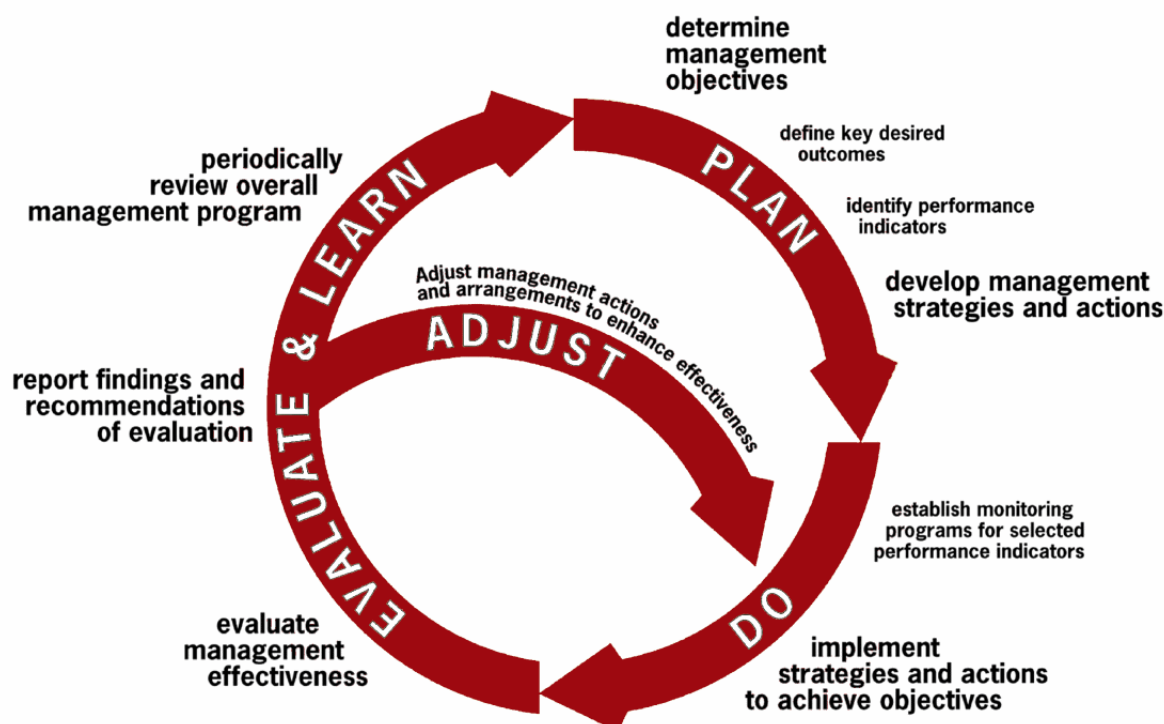 determine
management
objectives
define key desired
outcomes
PLAN
identify performance
indicators
develop management
strategies and actions
establish monitoring
programs for selected
performance indicators
DO
implement
strategies and actions
to achieve objectives
evaluate
management
effectiveness
EVALUATE & LEARN
report findings and
recommendations
of evaluation
periodically
review overall
management program
Adjust management actions
and arrangements to enhance effectiveness
ADJUST